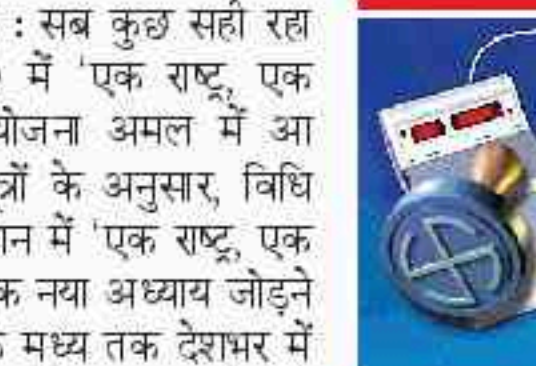 : सब कुछ सही रहा
में 'एक राष्ट्र, एक
योजना अमल में आ
त्रों के अनुसार, विधि
ान में 'एक राष्ट्र, एक
क नया अध्याय जोड़ने
के मध्य तक देशभर में